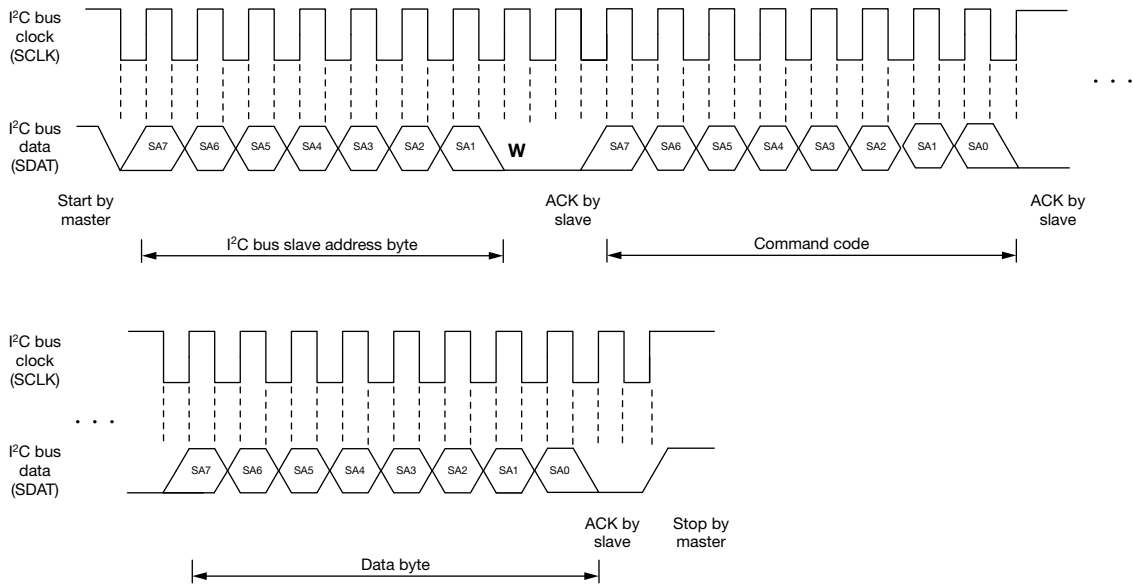 I²C bus
clock
(SCLK)
. . .
I²C bus
data
(SDAT)
SA7 SA6 SA5 SA4 SA3 SA2 SA1 W SA7 SA6 SA5 SA4 SA3 SA2 SA1 SA0
Start by
master
ACK by
slave
ACK by
slave
I²C bus slave address byte
Command code
I²C bus
clock
(SCLK)
. . .
I²C bus
data
(SDAT)
SA7 SA6 SA5 SA4 SA3 SA2 SA1 SA0
ACK by
slave
Stop by
master
Data byte